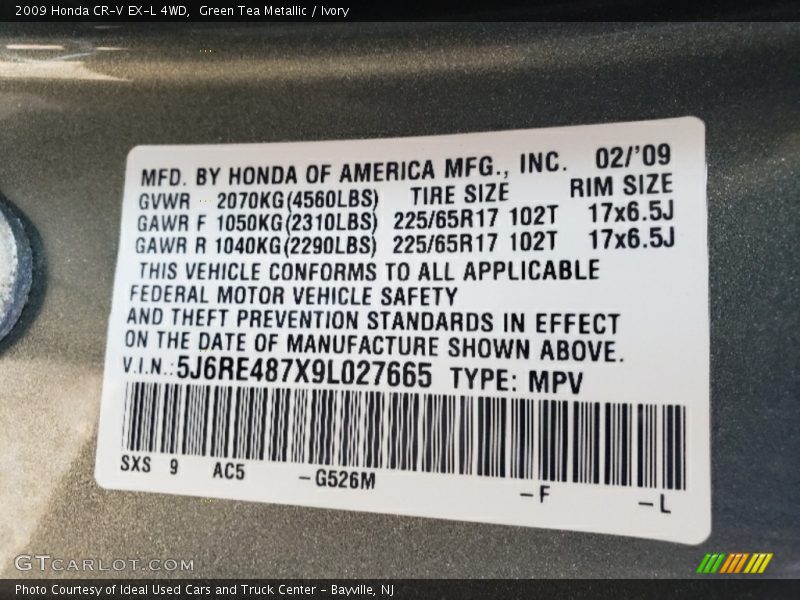 2009 Honda CR-V EX-L 4WD, Green Tea Metallic / Ivory
MFD. BY HONDA OF AMERICA MFG., INC. 02/'09
GVWR 2070KG(4560LBS) TIRE SIZE RIM SIZE
GAWR F 1050KG(2310LBS) 225/65R17 102T 17x6.5J
GAWR R 1040KG(2290LBS) 225/65R17 102T 17x6.5J
THIS VEHICLE CONFORMS TO ALL APPLICABLE
FEDERAL MOTOR VEHICLE SAFETY
AND THEFT PREVENTION STANDARDS IN EFFECT
ON THE DATE OF MANUFACTURE SHOWN ABOVE.
V.I.N.:5J6RE487X9L027665 TYPE: MPV
SXS 9 AC5 -G526M -F -L
GTCARLOT.COM
Photo Courtesy of Ideal Used Cars and Truck Center - Bayville, NJ